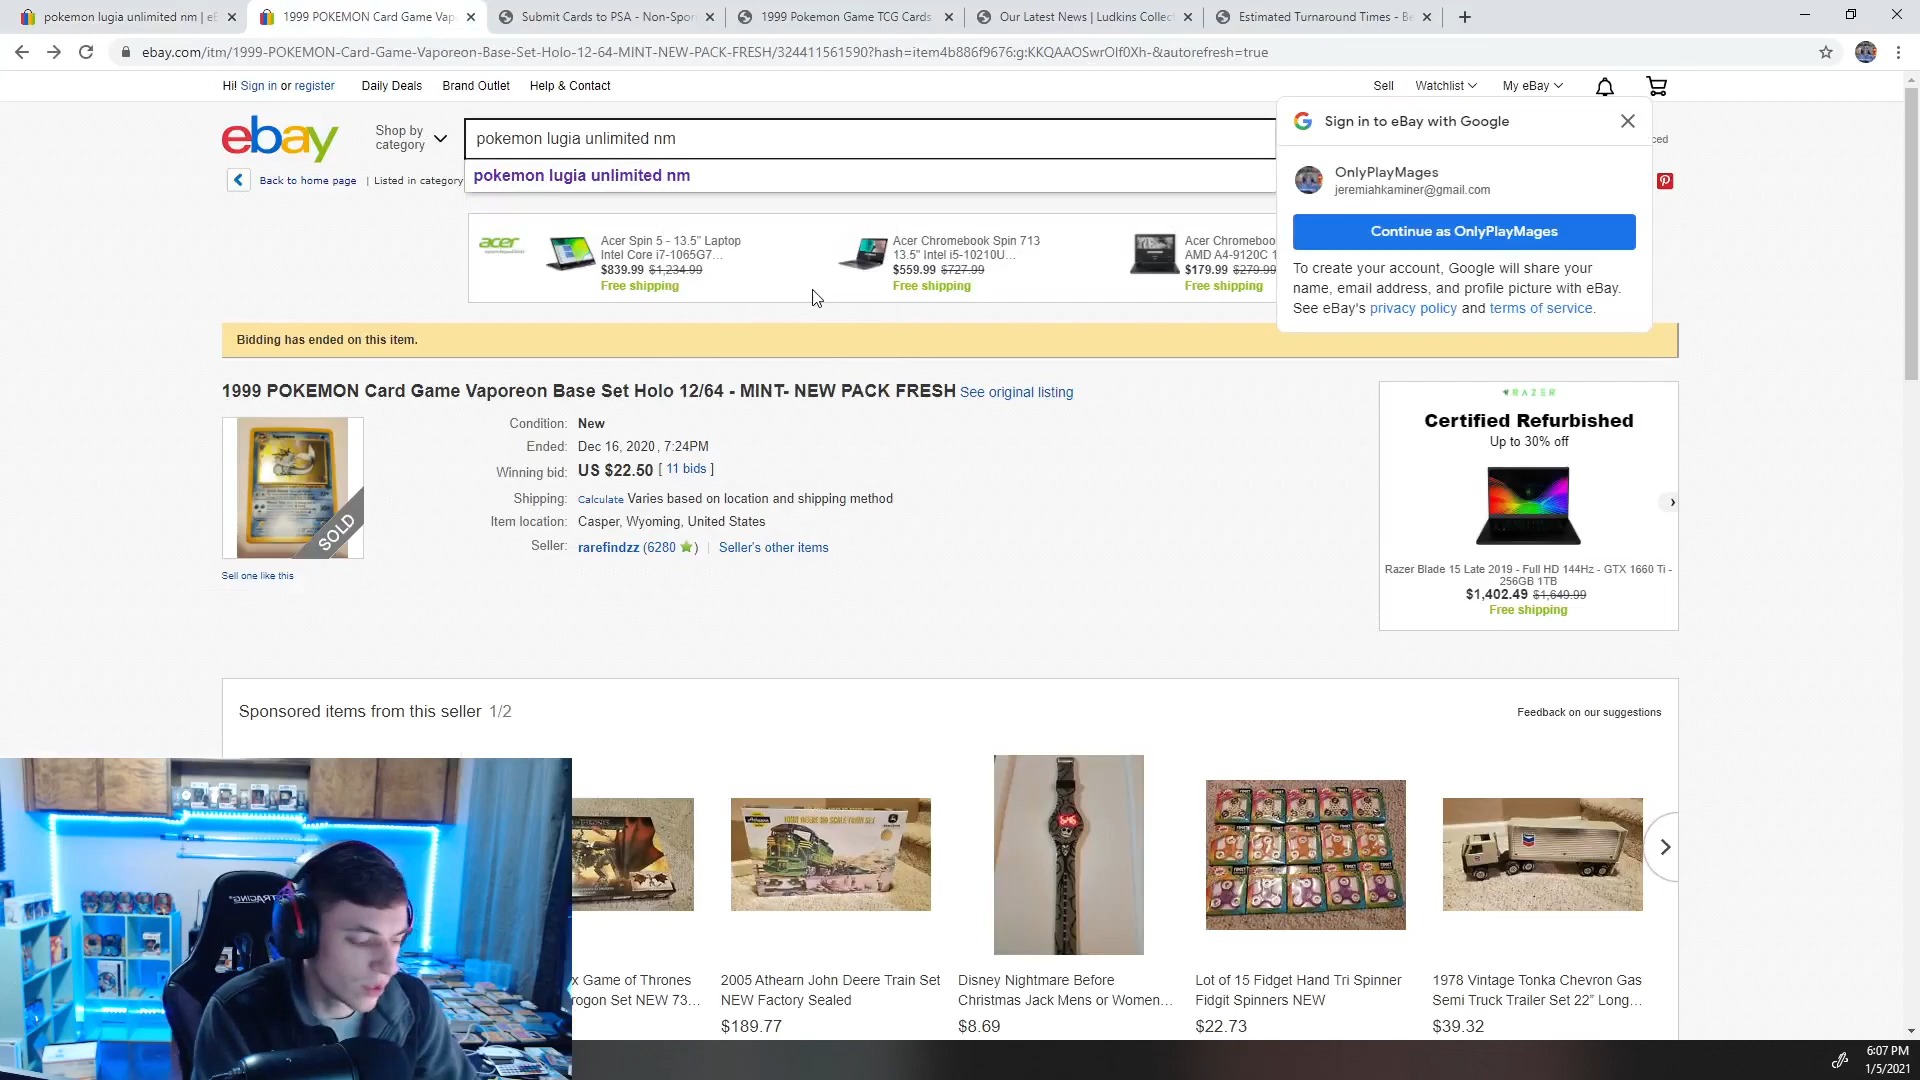 pokemon lugia unlimited nm | eE
1999 POKEMON Card Game Vap
Submit Cards to PSA - Non-Spor
1999 Pokemon Game TCG Cards
Our Latest News | Ludkins Collec
Estimated Turnaround Times - Be
ebay.com/itm/1999-POKEMON-Card-Game-Vaporeon-Base-Set-Holo-12-64-MINT-NEW-PACK-FRESH/324411561590?hash=item4b886f9676:g:KKQAAOSwrOlf0Xh-&autorefresh=true
Hi! Sign in or register
Daily Deals
Brand Outlet
Help & Contact
Sell
Watchlist
My eBay
ebay
Shop by
category
pokemon lugia unlimited nm
pokemon lugia unlimited nm
Back to home page
| Listed in category
Sign in to eBay with Google
OnlyPlayMages
jeremiahkaminer@gmail.com
Continue as OnlyPlayMages
To create your account, Google will share your
name, email address, and profile picture with eBay.
See eBay's privacy policy and terms of service.
acer
Acer Spin 5 - 13.5" Laptop
Intel Core i7-1065G7...
$839.99 $1,234.99
Free shipping
Acer Chromebook Spin 713
13.5" Intel i5-10210U...
$559.99 $727.99
Free shipping
Acer Chromeboo
AMD A4-9120C 1
$179.99 $279.99
Free shipping
Bidding has ended on this item.
1999 POKEMON Card Game Vaporeon Base Set Holo 12/64 - MINT- NEW PACK FRESH See original listing
SOLD
Sell one like this
Condition: New
Ended: Dec 16, 2020 , 7:24PM
Winning bid: US $22.50 [ 11 bids ]
Shipping: Calculate Varies based on location and shipping method
Item location: Casper, Wyoming, United States
Seller: rarefindzz (6280 ) | Seller's other items
RAZER
Certified Refurbished
Up to 30% off
Razer Blade 15 Late 2019 - Full HD 144Hz - GTX 1660 Ti -
256GB 1TB
$1,402.49 $1,649.99
Free shipping
Sponsored items from this seller 1/2
Feedback on our suggestions
x Game of Thrones
rogon Set NEW 73...
2005 Athearn John Deere Train Set
NEW Factory Sealed
$189.77
Disney Nightmare Before
Christmas Jack Mens or Women...
$8.69
Lot of 15 Fidget Hand Tri Spinner
Fidgit Spinners NEW
$22.73
1978 Vintage Tonka Chevron Gas
Semi Truck Trailer Set 22" Long...
$39.32
6:07 PM
1/5/2021